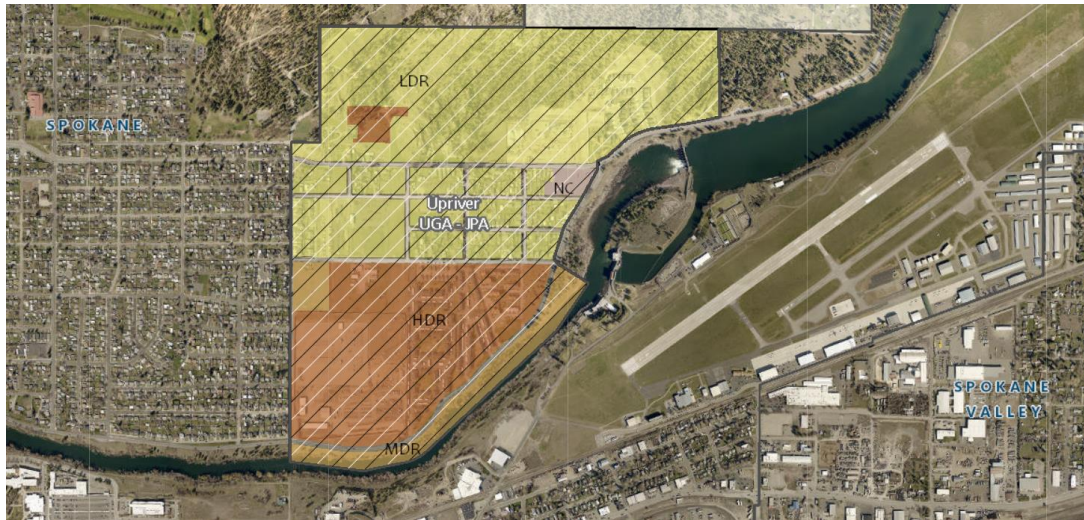 LDR
SPOKANE
NC
Upriver
UGA - JPA
HDR
SPOKANE
VALLEY
MDR